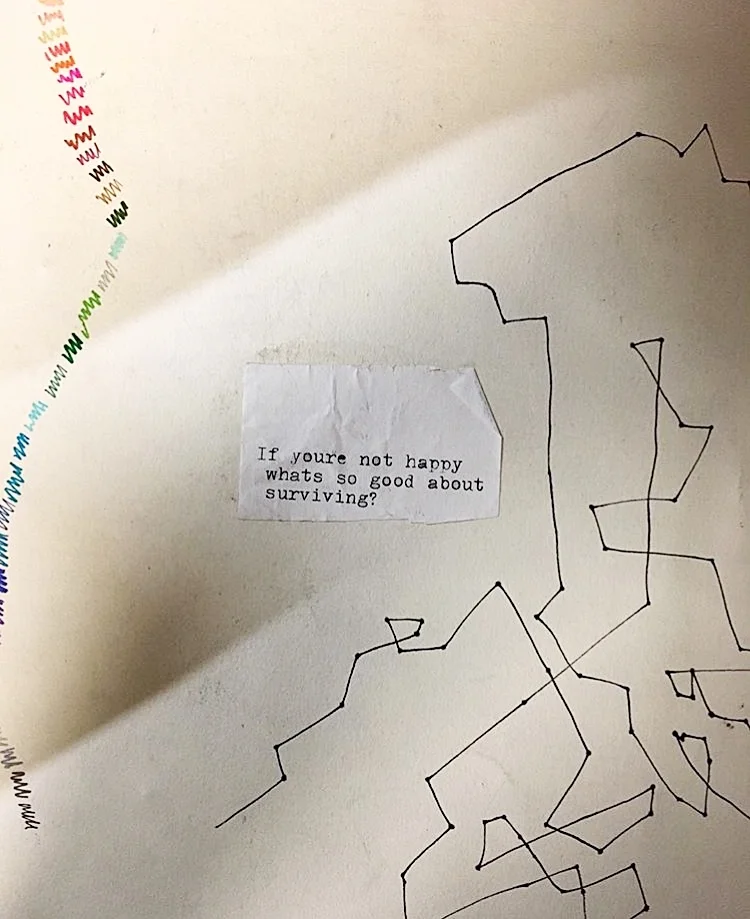 If youre not happy
whats so good about
surviving?